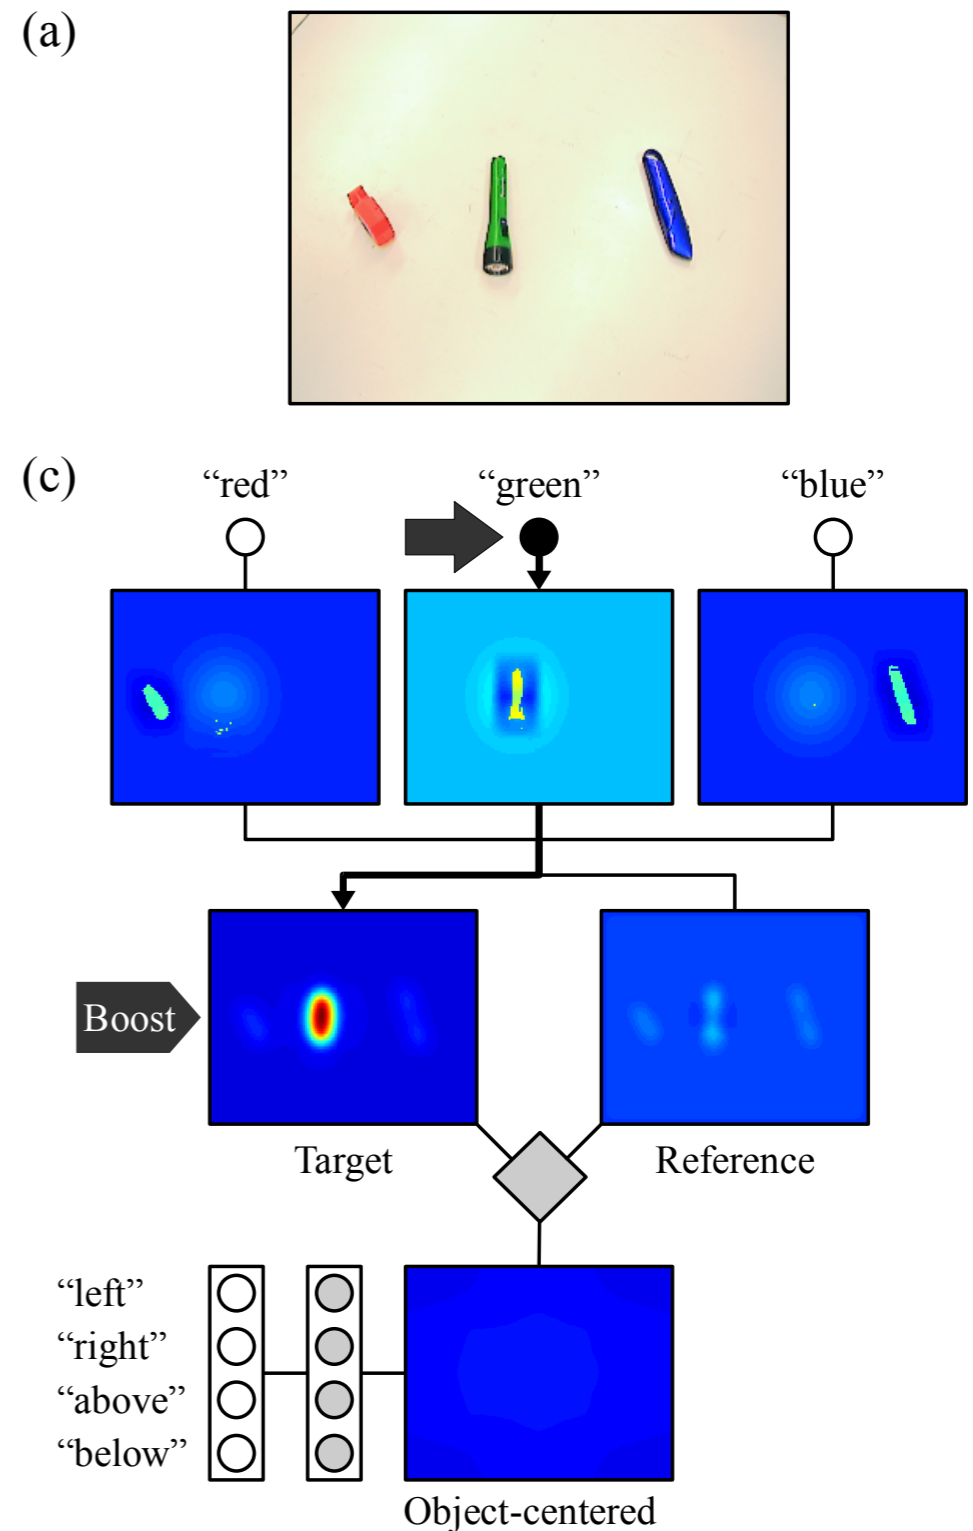 (a)
(c)
“red” “green” “blue”
Boost
Target Reference
“left”
“right”
“above”
“below”
Object-centered